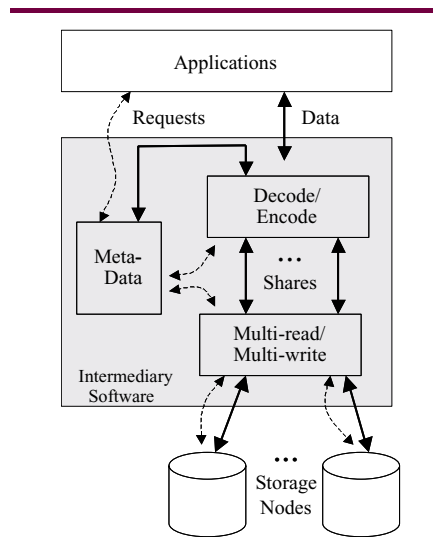 Applications
Requests
Data
Decode/
Encode
Meta-
Data
...
Shares
Multi-read/
Multi-write
Intermediary
Software
...
Storage
Nodes